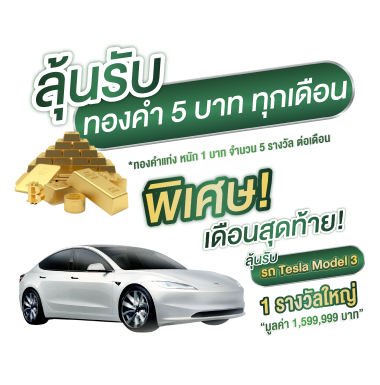 ลุ้นรับ
ทองคำ 5 บาท ทุกเดือน
*ทองคำแท่ง หนัก 1 บาท จำนวน 5 รางวัล ต่อเดือน
พิเศษ!
เดือนสุดท้าย!
ลุ้นรับ
รถ Tesla Model 3
1 รางวัลใหญ่
"มูลค่า 1,599,999 บาท"